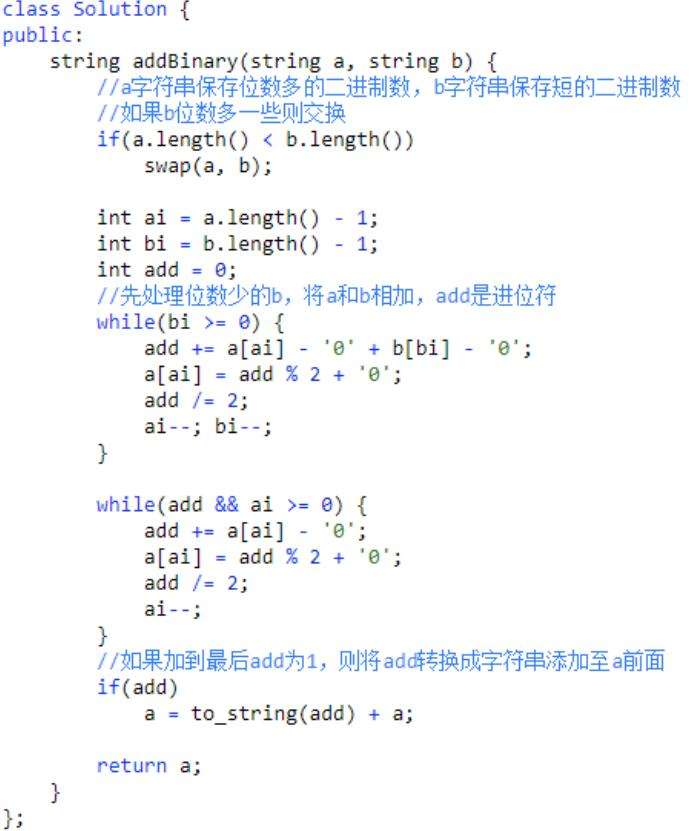 class Solution {
public:
    string addBinary(string a, string b) {
        //a字符串保存位数多的二进制数，b字符串保存短的二进制数
        //如果b位数多一些则交换
        if(a.length() < b.length())
            swap(a, b);

        int ai = a.length() - 1;
        int bi = b.length() - 1;
        int add = 0;
        //先处理位数少的b，将a和b相加，add是进位符
        while(bi >= 0) {
            add += a[ai] - '0' + b[bi] - '0';
            a[ai] = add % 2 + '0';
            add /= 2;
            ai--; bi--;
        }

        while(add && ai >= 0) {
            add += a[ai] - '0';
            a[ai] = add % 2 + '0';
            add /= 2;
            ai--;
        }
        //如果加到最后add为1，则将add转换成字符串添加至a前面
        if(add)
            a = to_string(add) + a;

        return a;
    }
};